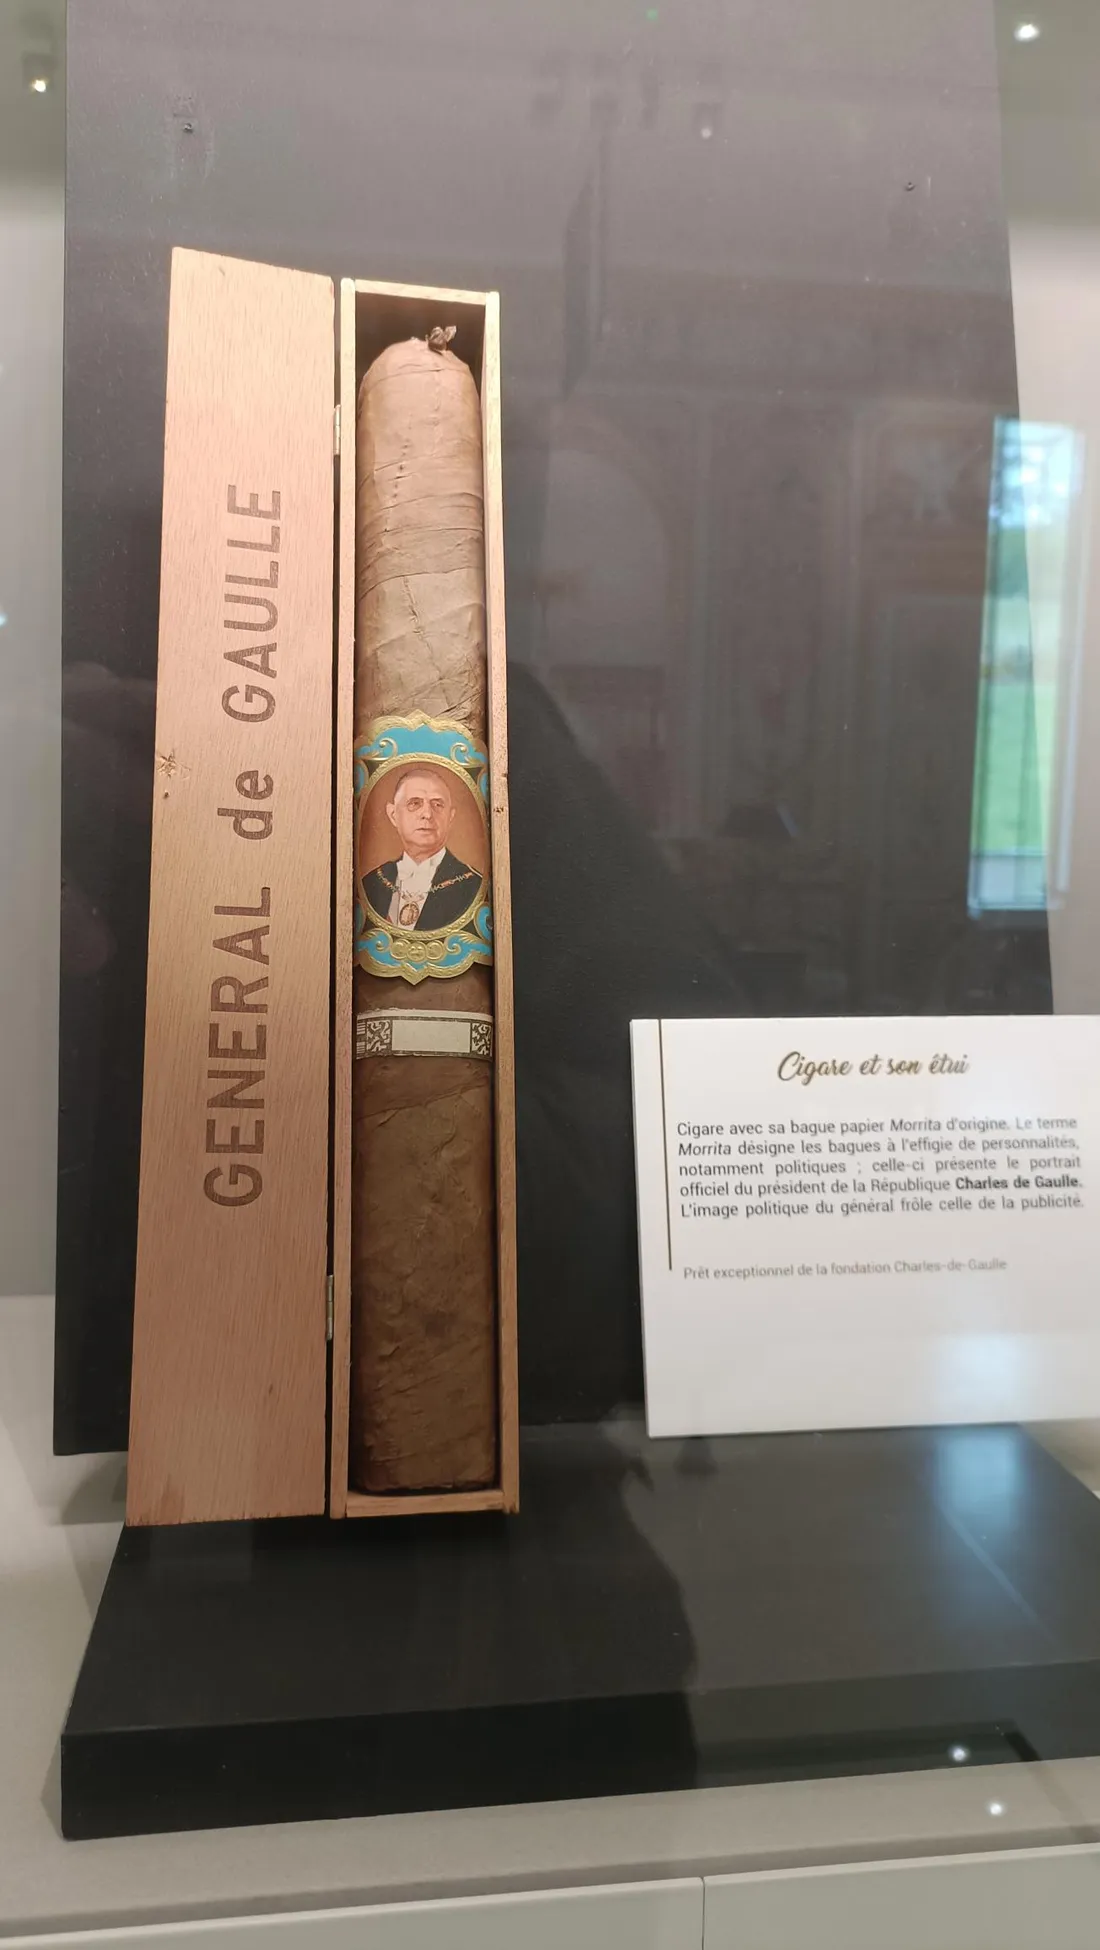 GENERAL de GAULLE
Cigare et son étui
Cigare avec sa bague papier Morrita d'origine. Le terme
Morrita désigne les bagues à l'effigie de personnalités,
notamment politiques ; celle-ci présente le portrait
officiel du président de la République Charles de Gaulle.
L'image politique du général frôle celle de la publicité.
Prêt exceptionnel de la fondation Charles-de-Gaulle